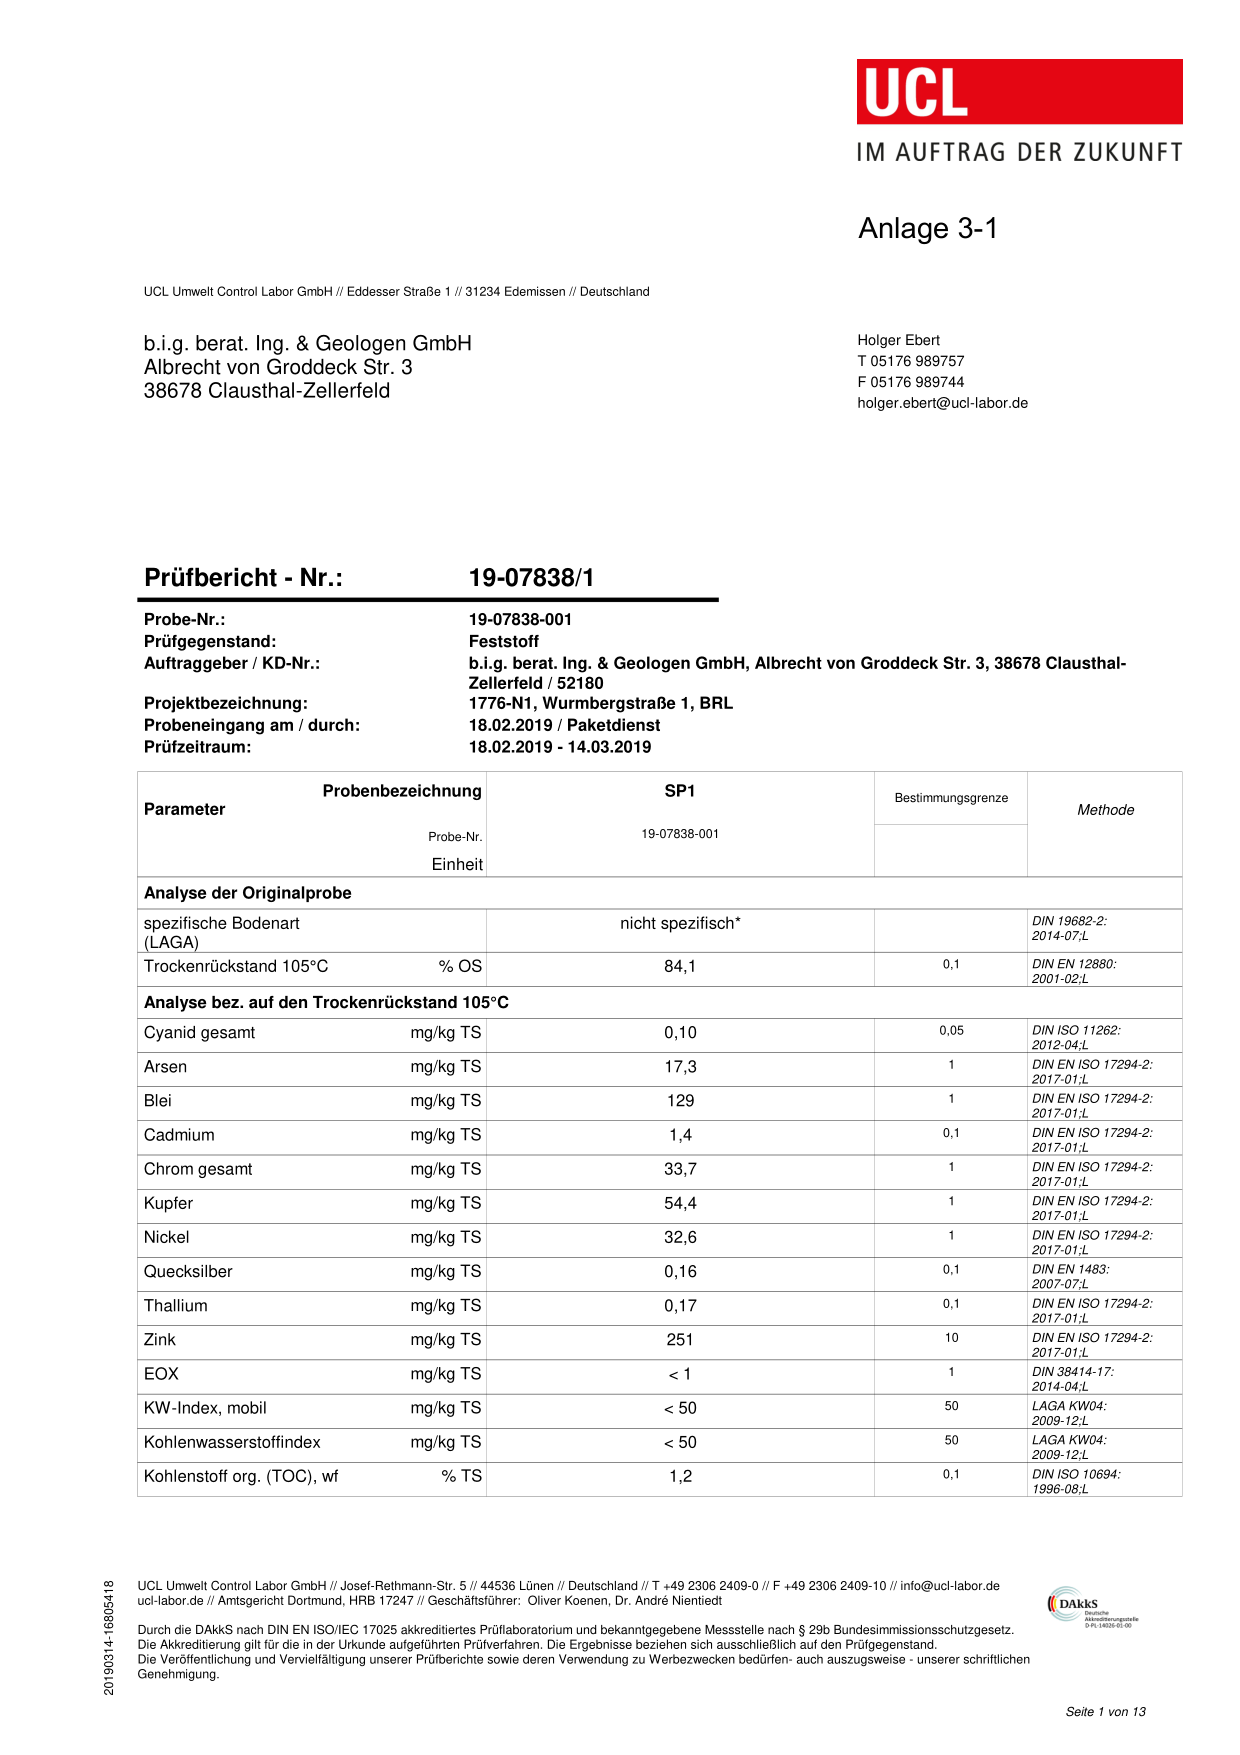 UCL
IM AUFTRAG DER ZUKUNFT
Anlage 3-1
UCL Umwelt Control Labor GmbH // Eddesser Straße 1 // 31234 Edemissen // Deutschland
b.i.g. berat. Ing. & Geologen GmbH
Albrecht von Groddeck Str. 3
38678 Clausthal-Zellerfeld
Holger Ebert
T 05176 989757
F 05176 989744
holger.ebert@ucl-labor.de
Prüfbericht - Nr.: 19-07838/1
Probe-Nr.: 19-07838-001
Prüfgegenstand: Feststoff
Auftraggeber / KD-Nr.: b.i.g. berat. Ing. & Geologen GmbH, Albrecht von Groddeck Str. 3, 38678 Clausthal-
Zellerfeld / 52180
Projektbezeichnung: 1776-N1, Wurmbergstraße 1, BRL
Probeneingang am / durch: 18.02.2019 / Paketdienst
Prüfzeitraum: 18.02.2019 - 14.03.2019
Probenbezeichnung SP1 Bestimmungsgrenze Methode
Parameter
Probe-Nr. 19-07838-001
Einheit
Analyse der Originalprobe
spezifische Bodenart nicht spezifisch* DIN 19682-2:
(LAGA) 2014-07;L
Trockenrückstand 105°C % OS 84,1 0,1 DIN EN 12880:
2001-02;L
Analyse bez. auf den Trockenrückstand 105°C
Cyanid gesamt mg/kg TS 0,10 0,05 DIN ISO 11262:
2012-04;L
Arsen mg/kg TS 17,3 1 DIN EN ISO 17294-2:
2017-01;L
Blei mg/kg TS 129 1 DIN EN ISO 17294-2:
2017-01;L
Cadmium mg/kg TS 1,4 0,1 DIN EN ISO 17294-2:
2017-01;L
Chrom gesamt mg/kg TS 33,7 1 DIN EN ISO 17294-2:
2017-01;L
Kupfer mg/kg TS 54,4 1 DIN EN ISO 17294-2:
2017-01;L
Nickel mg/kg TS 32,6 1 DIN EN ISO 17294-2:
2017-01;L
Quecksilber mg/kg TS 0,16 0,1 DIN EN 1483:
2007-07;L
Thallium mg/kg TS 0,17 0,1 DIN EN ISO 17294-2:
2017-01;L
Zink mg/kg TS 251 10 DIN EN ISO 17294-2:
2017-01;L
EOX mg/kg TS < 1 1 DIN 38414-17:
2014-04;L
KW-Index, mobil mg/kg TS < 50 50 LAGA KW04:
2009-12;L
Kohlenwasserstoffindex mg/kg TS < 50 50 LAGA KW04:
2009-12;L
Kohlenstoff org. (TOC), wf % TS 1,2 0,1 DIN ISO 10694:
1996-08;L
20190314-16805418
UCL Umwelt Control Labor GmbH // Josef-Rethmann-Str. 5 // 44536 Lünen // Deutschland // T +49 2306 2409-0 // F +49 2306 2409-10 // info@ucl-labor.de
ucl-labor.de // Amtsgericht Dortmund, HRB 17247 // Geschäftsführer: Oliver Koenen, Dr. André Nientiedt
Durch die DAkkS nach DIN EN ISO/IEC 17025 akkreditiertes Prüflaboratorium und bekanntgegebene Messstelle nach § 29b Bundesimmissionsschutzgesetz.
Die Akkreditierung gilt für die in der Urkunde aufgeführten Prüfverfahren. Die Ergebnisse beziehen sich ausschließlich auf den Prüfgegenstand.
Die Veröffentlichung und Vervielfältigung unserer Prüfberichte sowie deren Verwendung zu Werbezwecken bedürfen- auch auszugsweise - unserer schriftlichen
Genehmigung.
DAkkS
Deutsche
Akkreditierungsstelle
D-PL-14026-01-00
Seite 1 von 13